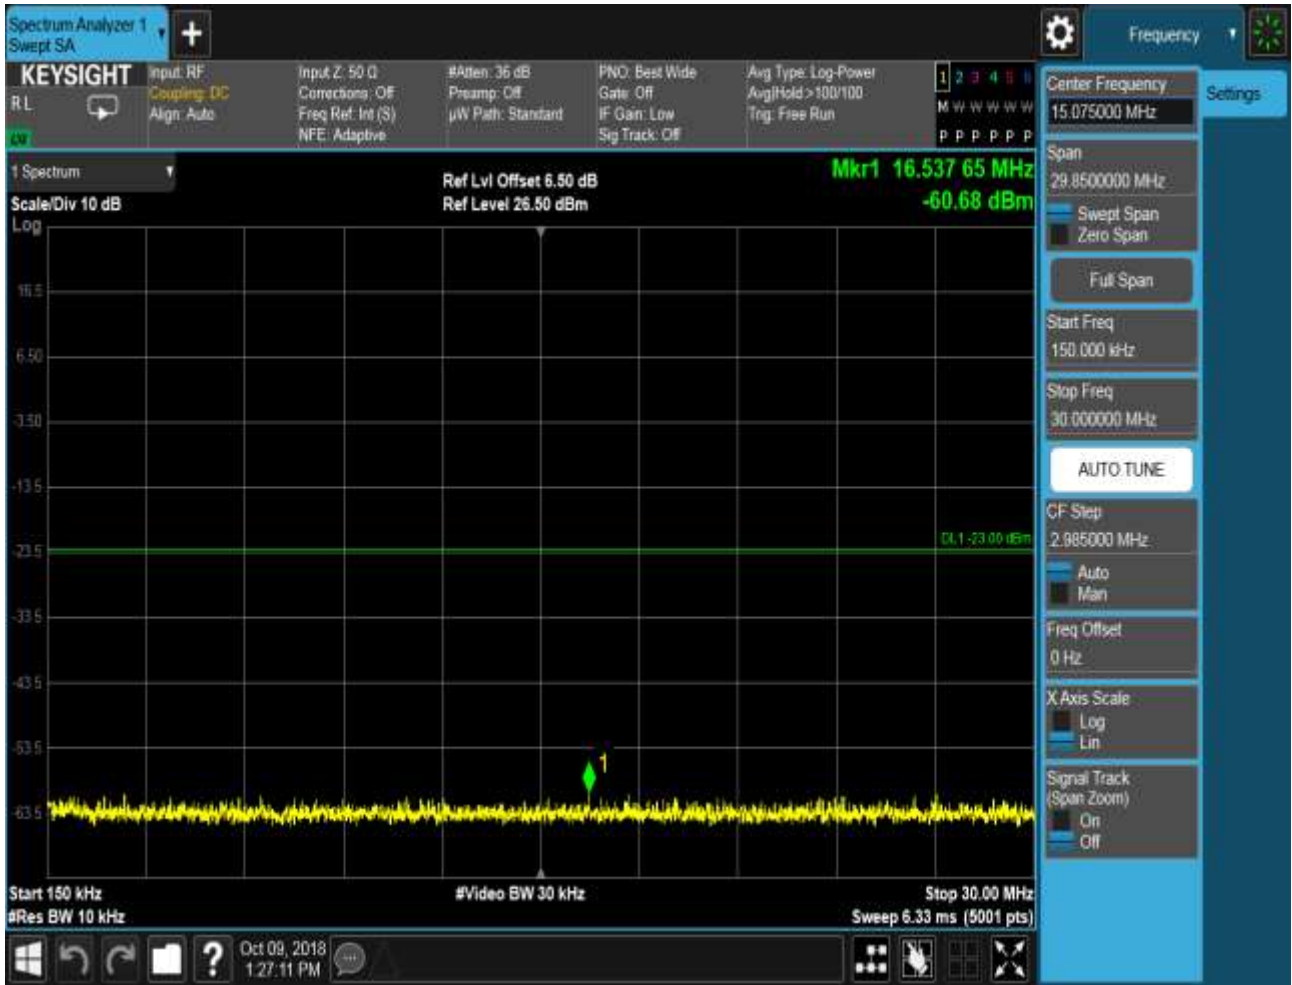 Spectrum Analyzer 1
Swept SA
Frequency
KEYSIGHT
RL
Input: RF
Coupling: DC
Align: Auto
Input Z: 50 Ω
Corrections: Off
Freq Ref: Int (S)
NFE: Adaptive
#Atten: 36 dB
Preamp: Off
µW Path: Standard
PNO: Best Wide
Gate: Off
IF Gain: Low
Sig Track: Off
Avg Type: Log-Power
Avg|Hold:>100/100
Trig: Free Run
1 2 3 4 5 6
M W W W W W
P P P P P P
1 Spectrum
Scale/Div 10 dB
Log
Ref Lvl Offset 6.50 dB
Ref Level 26.50 dBm
Mkr1 16.537 65 MHz
-60.68 dBm
16.5
6.50
-3.50
-13.5
-23.5
-33.5
-43.5
-53.5
-63.5
DL1 -23.00 dBm
1
Start 150 kHz
#Res BW 10 kHz
#Video BW 30 kHz
Stop 30.00 MHz
Sweep 6.33 ms (5001 pts)
Oct 09, 2018
1:27:11 PM
Center Frequency
15.075000 MHz
Settings
Span
29.8500000 MHz
Swept Span
Zero Span
Full Span
Start Freq
150.000 kHz
Stop Freq
30.000000 MHz
AUTO TUNE
CF Step
2.985000 MHz
Auto
Man
Freq Offset
0 Hz
X Axis Scale
Log
Lin
Signal Track
(Span Zoom)
On
Off